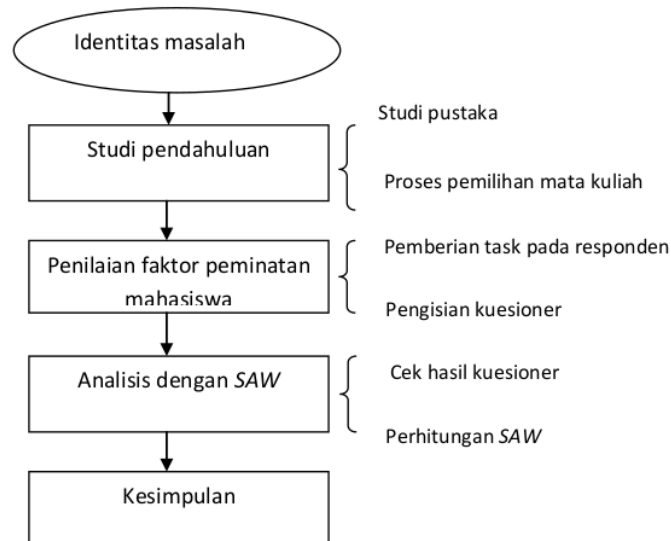 Identitas masalah
Studi pustaka
Studi pendahuluan
Proses pemilihan mata kuliah
Penilaian faktor peminatan
mahasiswa
Pemberian task pada responden
Pengisian kuesioner
Analisis dengan SAW
Cek hasil kuesioner
Perhitungan SAW
Kesimpulan